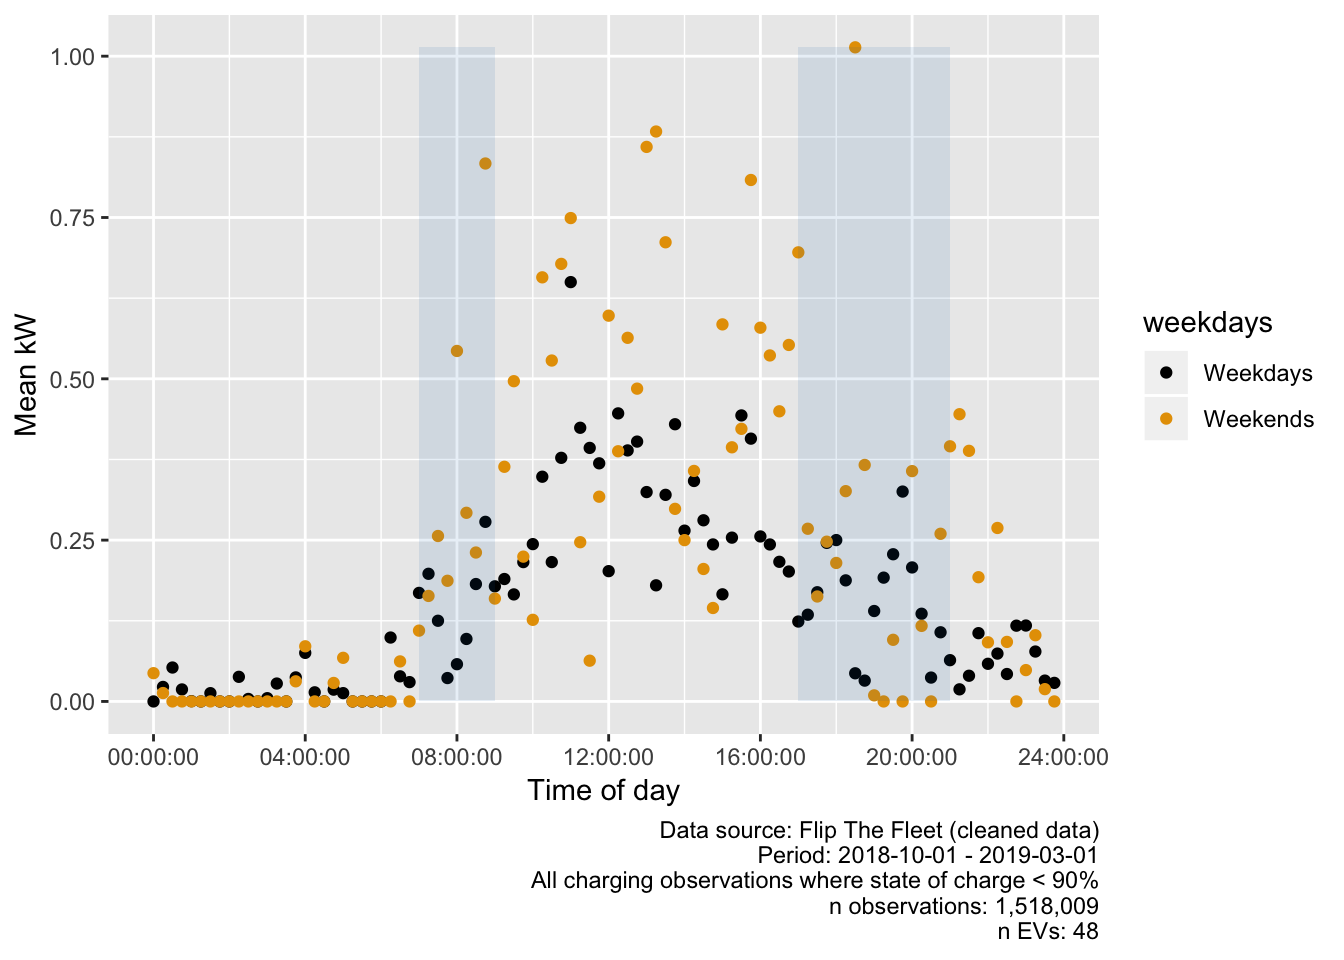 1.00
0.75
0.50
0.25
0.00
Mean kW
00:00:00 04:00:00 08:00:00 12:00:00 16:00:00 20:00:00 24:00:00
Time of day
weekdays
Weekdays
Weekends
Data source: Flip The Fleet (cleaned data)
Period: 2018-10-01 - 2019-03-01
All charging observations where state of charge < 90%
n observations: 1,518,009
n EVs: 48